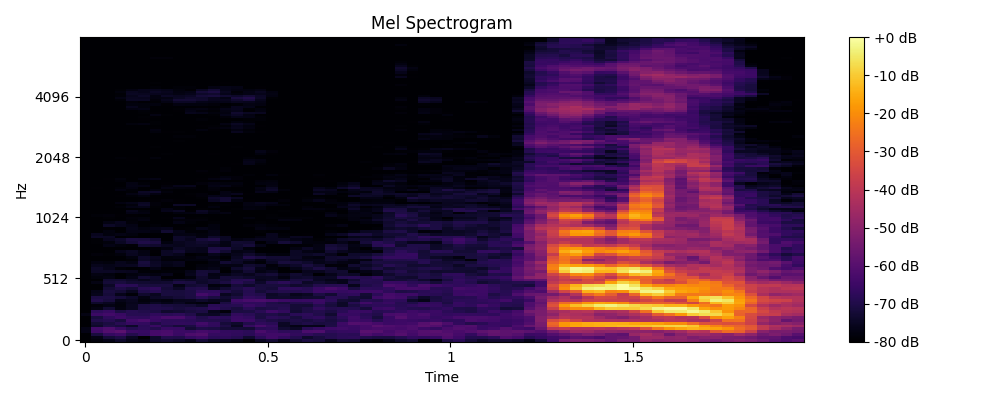 Mel Spectrogram
+0 dB
-10 dB
-20 dB
-30 dB
-40 dB
-50 dB
-60 dB
-70 dB
-80 dB
4096
2048
1024
512
0
Hz
0
0.5
1
1.5
Time